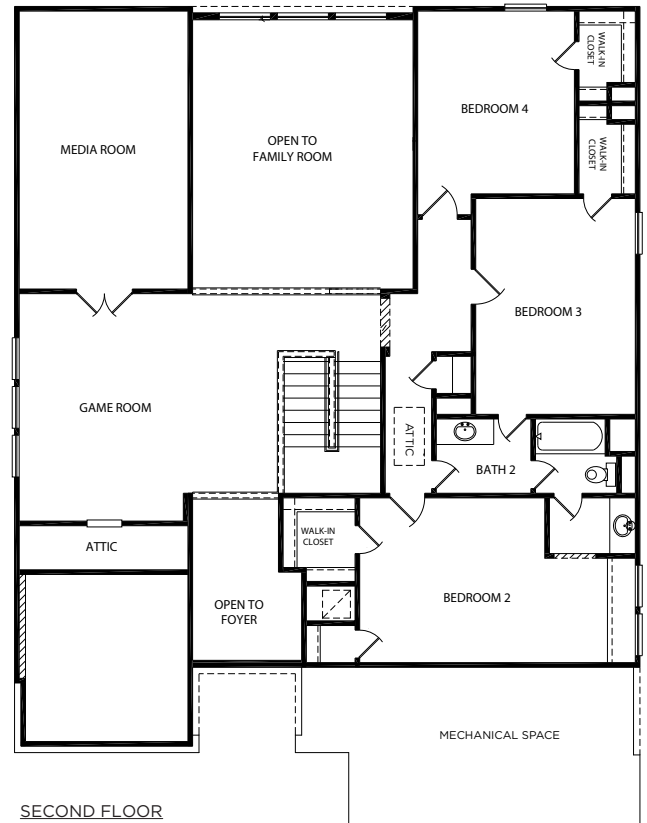 WALK-IN
CLOSET
BEDROOM 4
MEDIA ROOM
OPEN TO
FAMILY ROOM
WALK-IN
CLOSET
BEDROOM 3
GAME ROOM
ATTIC
BATH 2
WALK-IN
CLOSET
ATTIC
BEDROOM 2
OPEN TO
FOYER
MECHANICAL SPACE
SECOND FLOOR